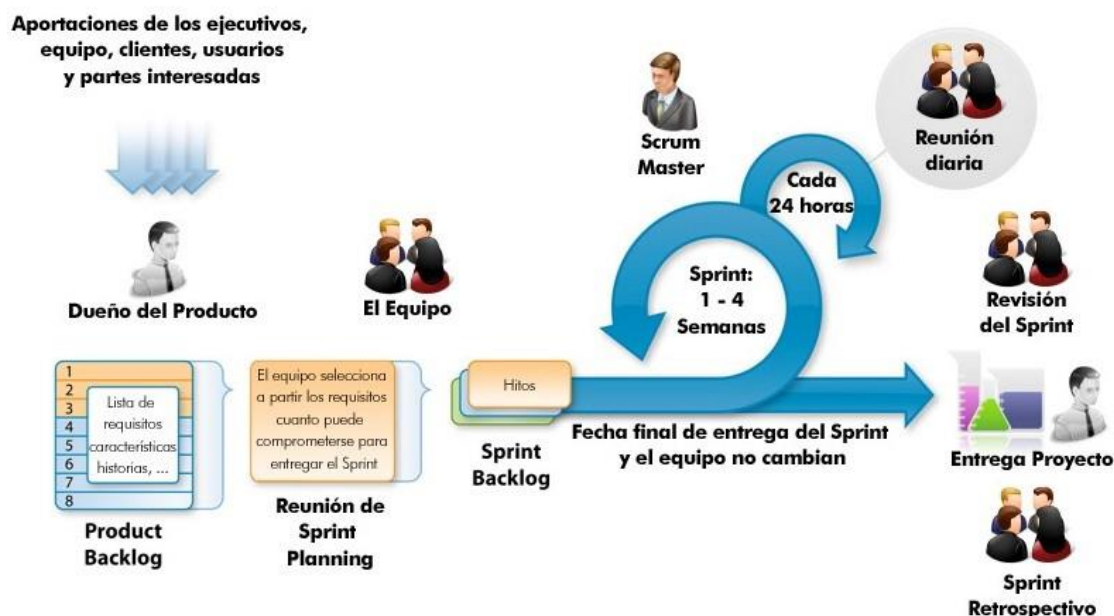 Aportaciones de los ejecutivos,
equipo, clientes, usuarios
y partes interesadas
Dueño del Producto
El Equipo
Scrum
Master
Cada
24 horas
Reunión
diaria
Sprint:
1 - 4
Semanas
Revisión
del Sprint
1
2
3
4
5
6
7
8
Lista de
requisitos
características
historias, ...
Product
Backlog
El equipo selecciona
a partir los requisitos
cuanto puede
comprometerse para
entregar el Sprint
Reunión de
Sprint
Planning
Hitos
Sprint
Backlog
Fecha final de entrega del Sprint
y el equipo no cambian
Entrega Proyecto
Sprint
Retrospectivo